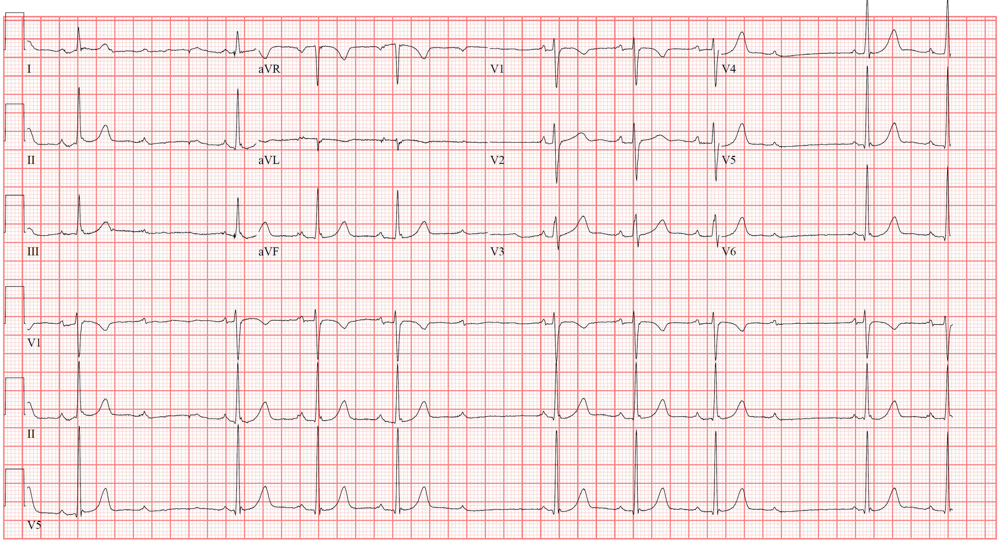 I aVR V1 V4
II aVL V2 V5
III aVF V3 V6
V1
II
V5